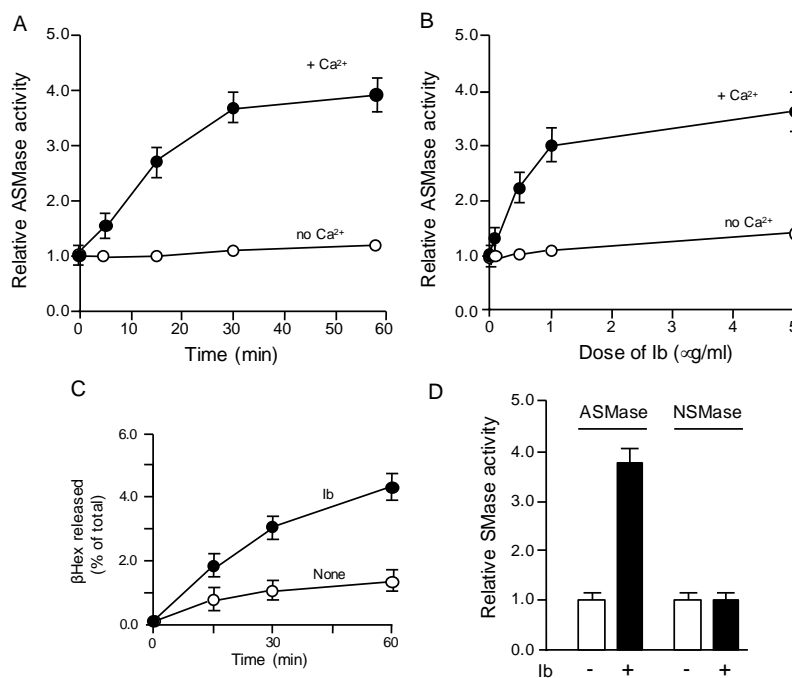 A
Relative ASMase activity
5.0
4.0
3.0
2.0
1.0
0.0
+ Ca²⁺
no Ca²⁺
0 10 20 30 40 50 60
Time (min)
B
Relative ASMase activity
5.0
4.0
3.0
2.0
1.0
0.0
+ Ca²⁺
no Ca²⁺
0 1 2 3 4 5
Dose of Ib (∝g/ml)
C
βHex released
(% of total)
6.0
4.0
2.0
0.0
Ib
None
0 30 60
Time (min)
D
Relative SMase activity
5.0
4.0
3.0
2.0
1.0
0.0
ASMase NSMase
Ib - + - +